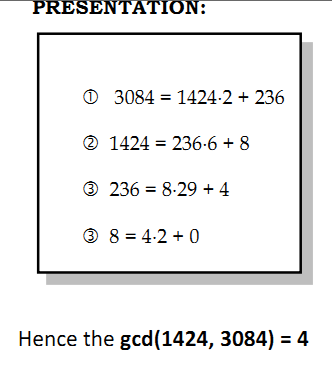 PRESENTATION:
① 3084 = 1424·2 + 236
② 1424 = 236·6 + 8
③ 236 = 8·29 + 4
③ 8 = 4·2 + 0
Hence the gcd(1424, 3084) = 4